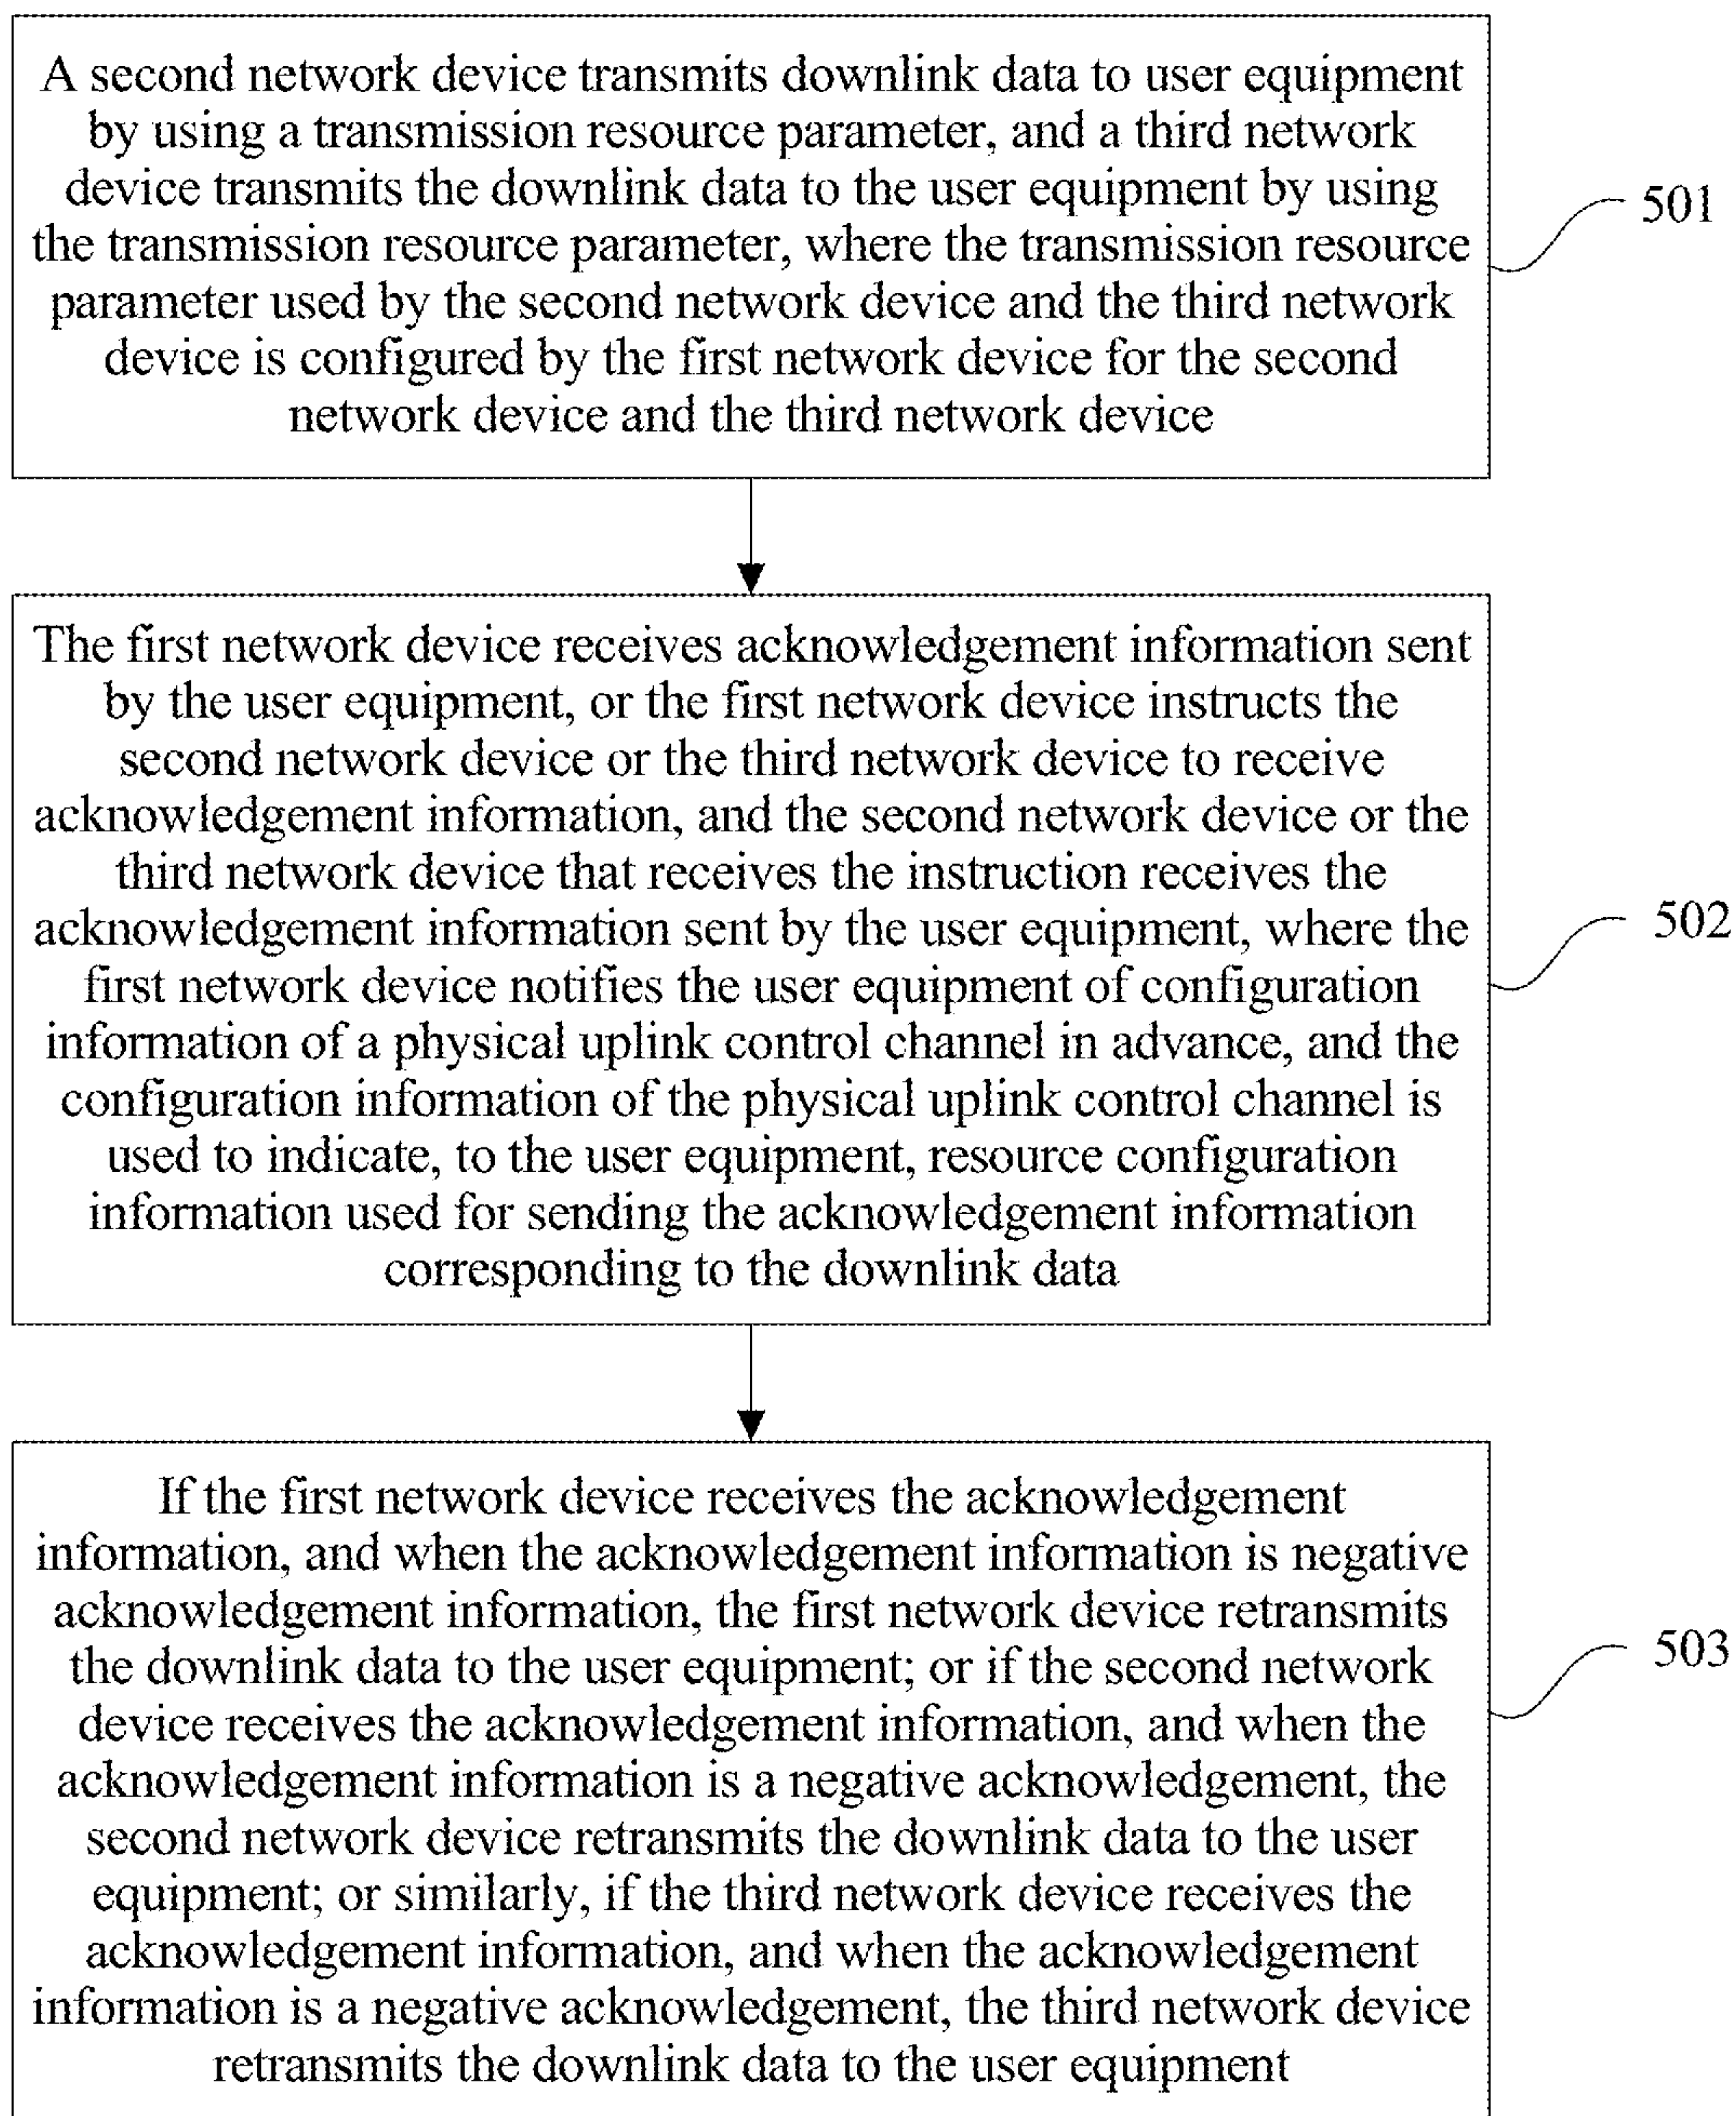 A second network device transmits downlink data to user equipment
by using a transmission resource parameter, and a third network
device transmits the downlink data to the user equipment by using
the transmission resource parameter, where the transmission resource
parameter used by the second network device and the third network
device is configured by the first network device for the second
network device and the third network device
501
The first network device receives acknowledgement information sent
by the user equipment, or the first network device instructs the
second network device or the third network device to receive
acknowledgement information, and the second network device or the
third network device that receives the instruction receives the
acknowledgement information sent by the user equipment, where the
first network device notifies the user equipment of configuration
information of a physical uplink control channel in advance, and the
configuration information of the physical uplink control channel is
used to indicate, to the user equipment, resource configuration
information used for sending the acknowledgement information
corresponding to the downlink data
502
If the first network device receives the acknowledgement
information, and when the acknowledgement information is negative
acknowledgement information, the first network device retransmits
the downlink data to the user equipment; or if the second network
device receives the acknowledgement information, and when the
acknowledgement information is a negative acknowledgement, the
second network device retransmits the downlink data to the user
equipment; or similarly, if the third network device receives the
acknowledgement information, and when the acknowledgement
information is a negative acknowledgement, the third network device
retransmits the downlink data to the user equipment
503